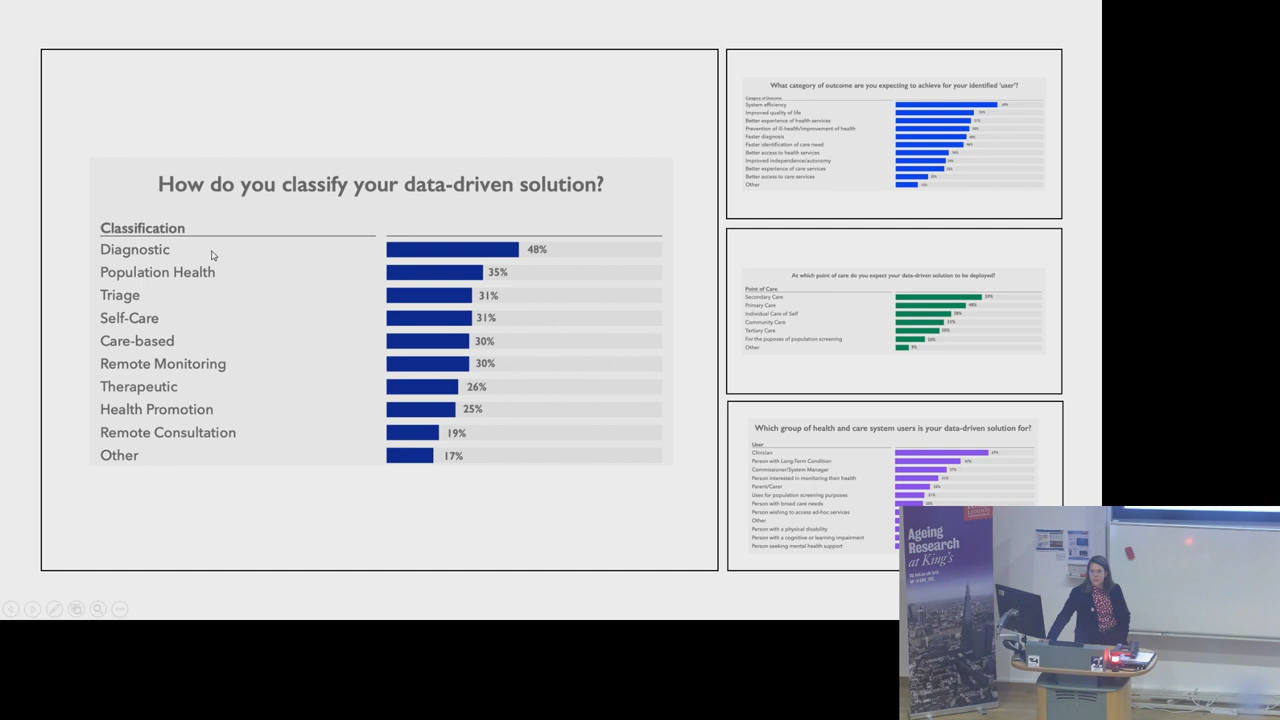 How do you classify your data-driven solution?
Classification
Diagnostic 48%
Population Health 35%
Triage 31%
Self-Care 31%
Care-based 30%
Remote Monitoring 30%
Therapeutic 26%
Health Promotion 25%
Remote Consultation 19%
Other 17%
What category of outcome are you expecting to achieve for your identified 'user'?
Category of Outcome
System efficiency
Improved quality of life
Better experience of health services
Prevention of ill-health/improvement of health
Faster diagnosis
Faster identification of care need
Better access to health services
Improved independence/autonomy
Better experience of care services
Better access to care services
Other
At which point of care do you expect your data-driven solution to be deployed?
Point of Care
Secondary Care
Primary Care
Individual Care of Self
Community Care
Tertiary Care
For the puposes of population screening
Other 9%
Which group of health and care system users is your data-driven solution for?
User
Clinician
Person with Long Term Condition
Commissioner/System Manager
Person interested in monitoring their health
Parent/Carer
User for population screening purposes
Person with broad care needs
Person wishing to access ad-hoc services
Other
Person with a physical disability
Person with a cognitive or learning impairment
Person seeking mental health support
LONDON
Ageing
Research
at King's